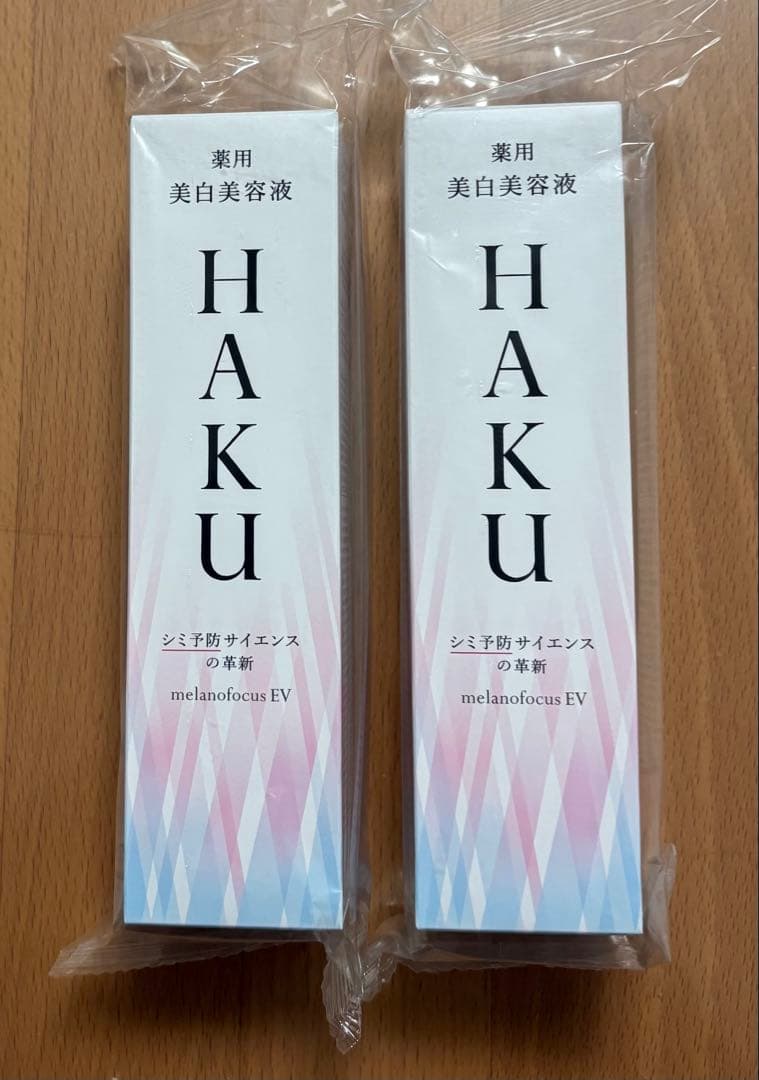 薬用
美白美容液
HAKU
シミ予防サイエンス
の革新
melanofocus EV
薬用
美白美容液
HAKU
シミ予防サイエンス
の革新
melanofocus EV